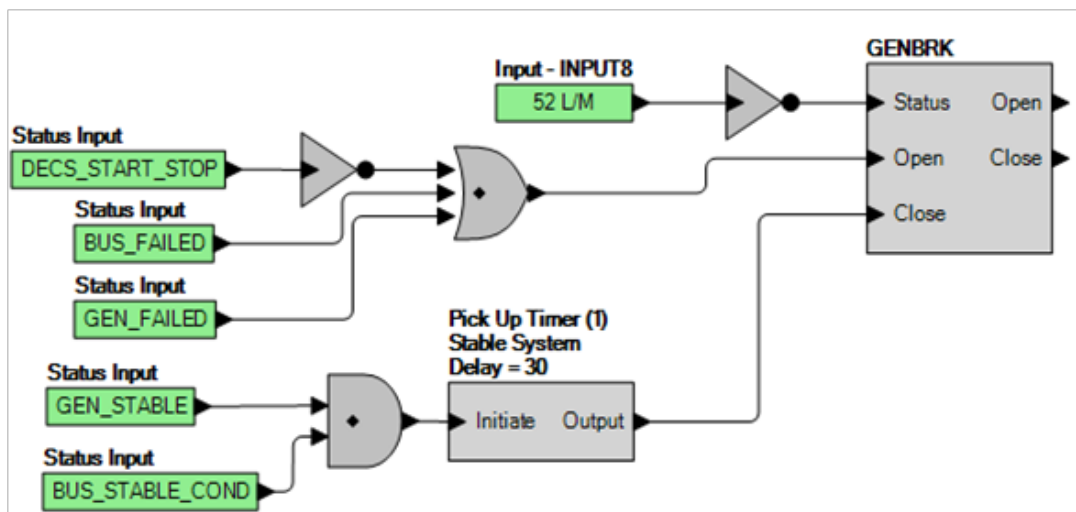 GENBRK
Input - INPUT8
52 L/M
Status Open
Open Close
Close
Status Input
DECS_START_STOP
Status Input
BUS_FAILED
Status Input
GEN_FAILED
Pick Up Timer (1)
Stable System
Delay = 30
Initiate Output
Status Input
GEN_STABLE
Status Input
BUS_STABLE_COND